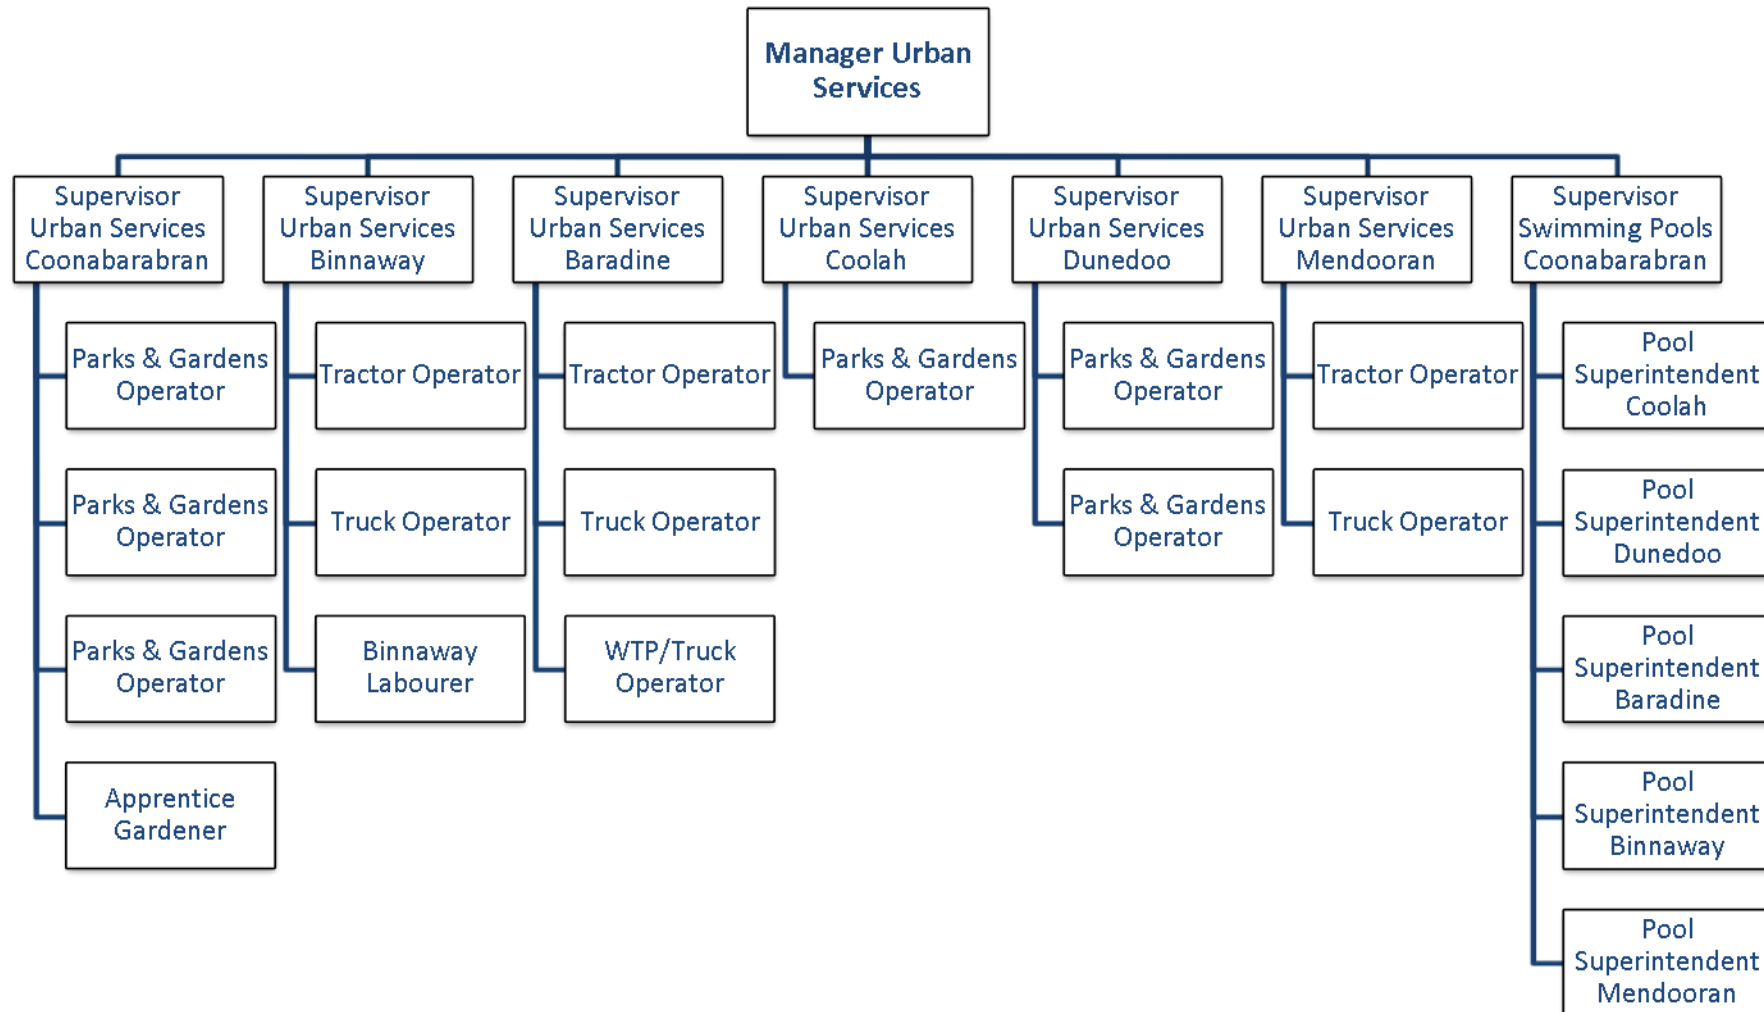 Manager Urban
Services
Supervisor
Urban Services
Coonabarabran
Parks & Gardens
Operator
Parks & Gardens
Operator
Parks & Gardens
Operator
Apprentice
Gardener
Supervisor
Urban Services
Binnaway
Tractor Operator
Truck Operator
Binnaway
Labourer
Supervisor
Urban Services
Baradine
Tractor Operator
Truck Operator
WTP/Truck
Operator
Supervisor
Urban Services
Coolah
Parks & Gardens
Operator
Supervisor
Urban Services
Dunedoo
Parks & Gardens
Operator
Parks & Gardens
Operator
Supervisor
Urban Services
Mendooran
Tractor Operator
Truck Operator
Supervisor
Swimming Pools
Coonabarabran
Pool
Superintendent
Coolah
Pool
Superintendent
Dunedoo
Pool
Superintendent
Baradine
Pool
Superintendent
Binnaway
Pool
Superintendent
Mendooran